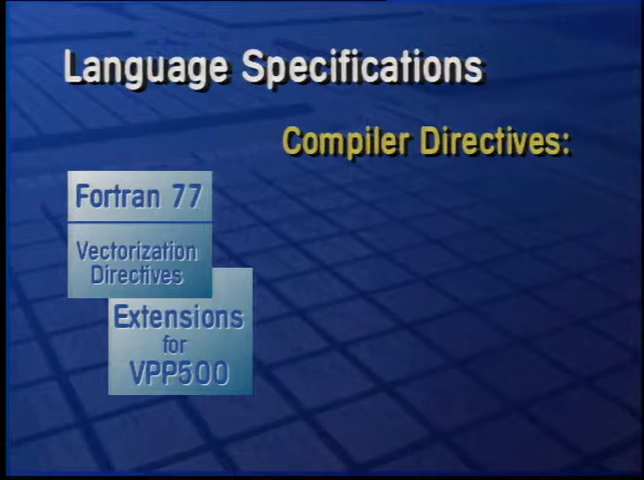 Language Specifications
Compiler Directives:
Fortran 77
Vectorization
Directives
Extensions
for
VPP500